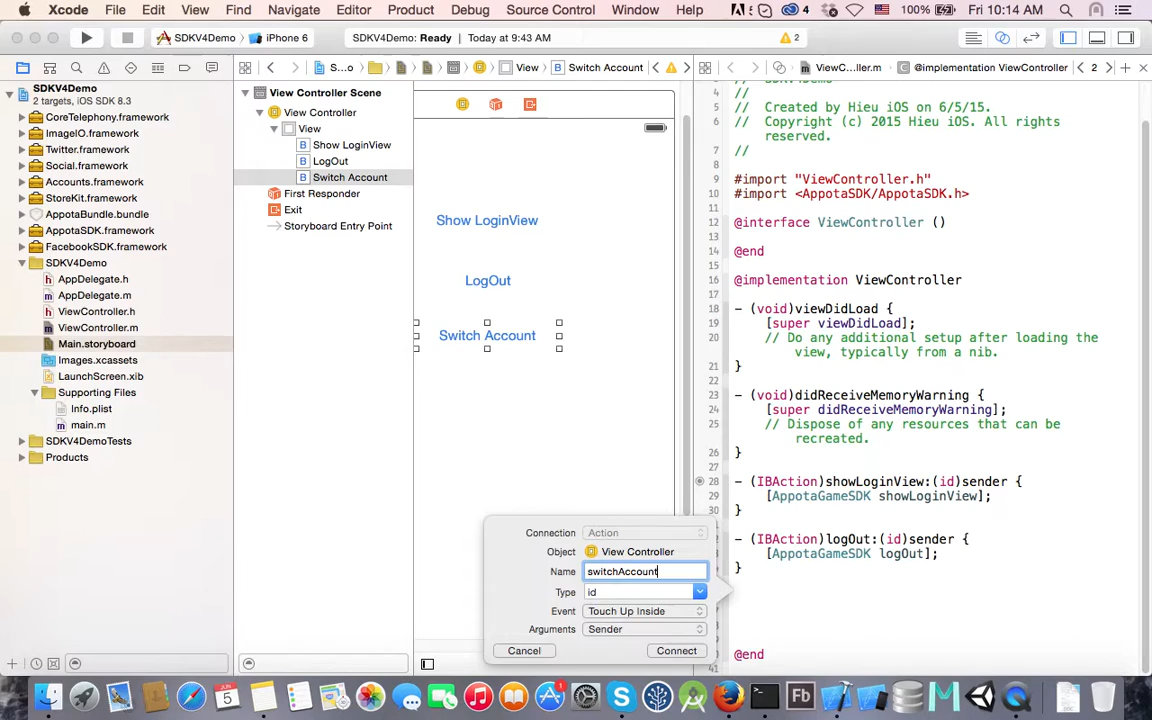 Xcode File Edit View Find Navigate Editor Product Debug Source Control Window Help 4 100% Fri 10:14 AM
SDKV4Demo iPhone 6 SDKV4Demo: Ready Today at 9:43 AM 2
S...o View Switch Account ViewC...r.m @implementation ViewController 2
SDKV4Demo
2 targets, iOS SDK 8.3
CoreTelephony.framework
ImageIO.framework
Twitter.framework
Social.framework
Accounts.framework
StoreKit.framework
AppotaBundle.bundle
AppotaSDK.framework
FacebookSDK.framework
SDKV4Demo
AppDelegate.h
AppDelegate.m
ViewController.h
ViewController.m
Main.storyboard
Images.xcassets
LaunchScreen.xib
Supporting Files
Info.plist
main.m
SDKV4DemoTests
Products
View Controller Scene
View Controller
View
B Show LoginView
B LogOut
B Switch Account
First Responder
Exit
Storyboard Entry Point
Show LoginView
LogOut
Switch Account
Connection Action
Object View Controller
Name switchAccount
Type id
Event Touch Up Inside
Arguments Sender
Cancel Connect
4 // SDKV4Demo
5 //
6 // Created by Hieu iOS on 6/5/15.
// Copyright (c) 2015 Hieu iOS. All rights
reserved.
7 //
8
9 #import "ViewController.h"
10 #import <AppotaSDK/AppotaSDK.h>
11
12 @interface ViewController ()
13
14 @end
15
16 @implementation ViewController
17
18 - (void)viewDidLoad {
19 [super viewDidLoad];
20 // Do any additional setup after loading the
view, typically from a nib.
21 }
22
23 - (void)didReceiveMemoryWarning {
24 [super didReceiveMemoryWarning];
25 // Dispose of any resources that can be
recreated.
26 }
27
28 - (IBAction)showLoginView:(id)sender {
29 [AppotaGameSDK showLoginView];
30 }
- (IBAction)logOut:(id)sender {
[AppotaGameSDK logOut];
}
@end
41
5 1 Fb